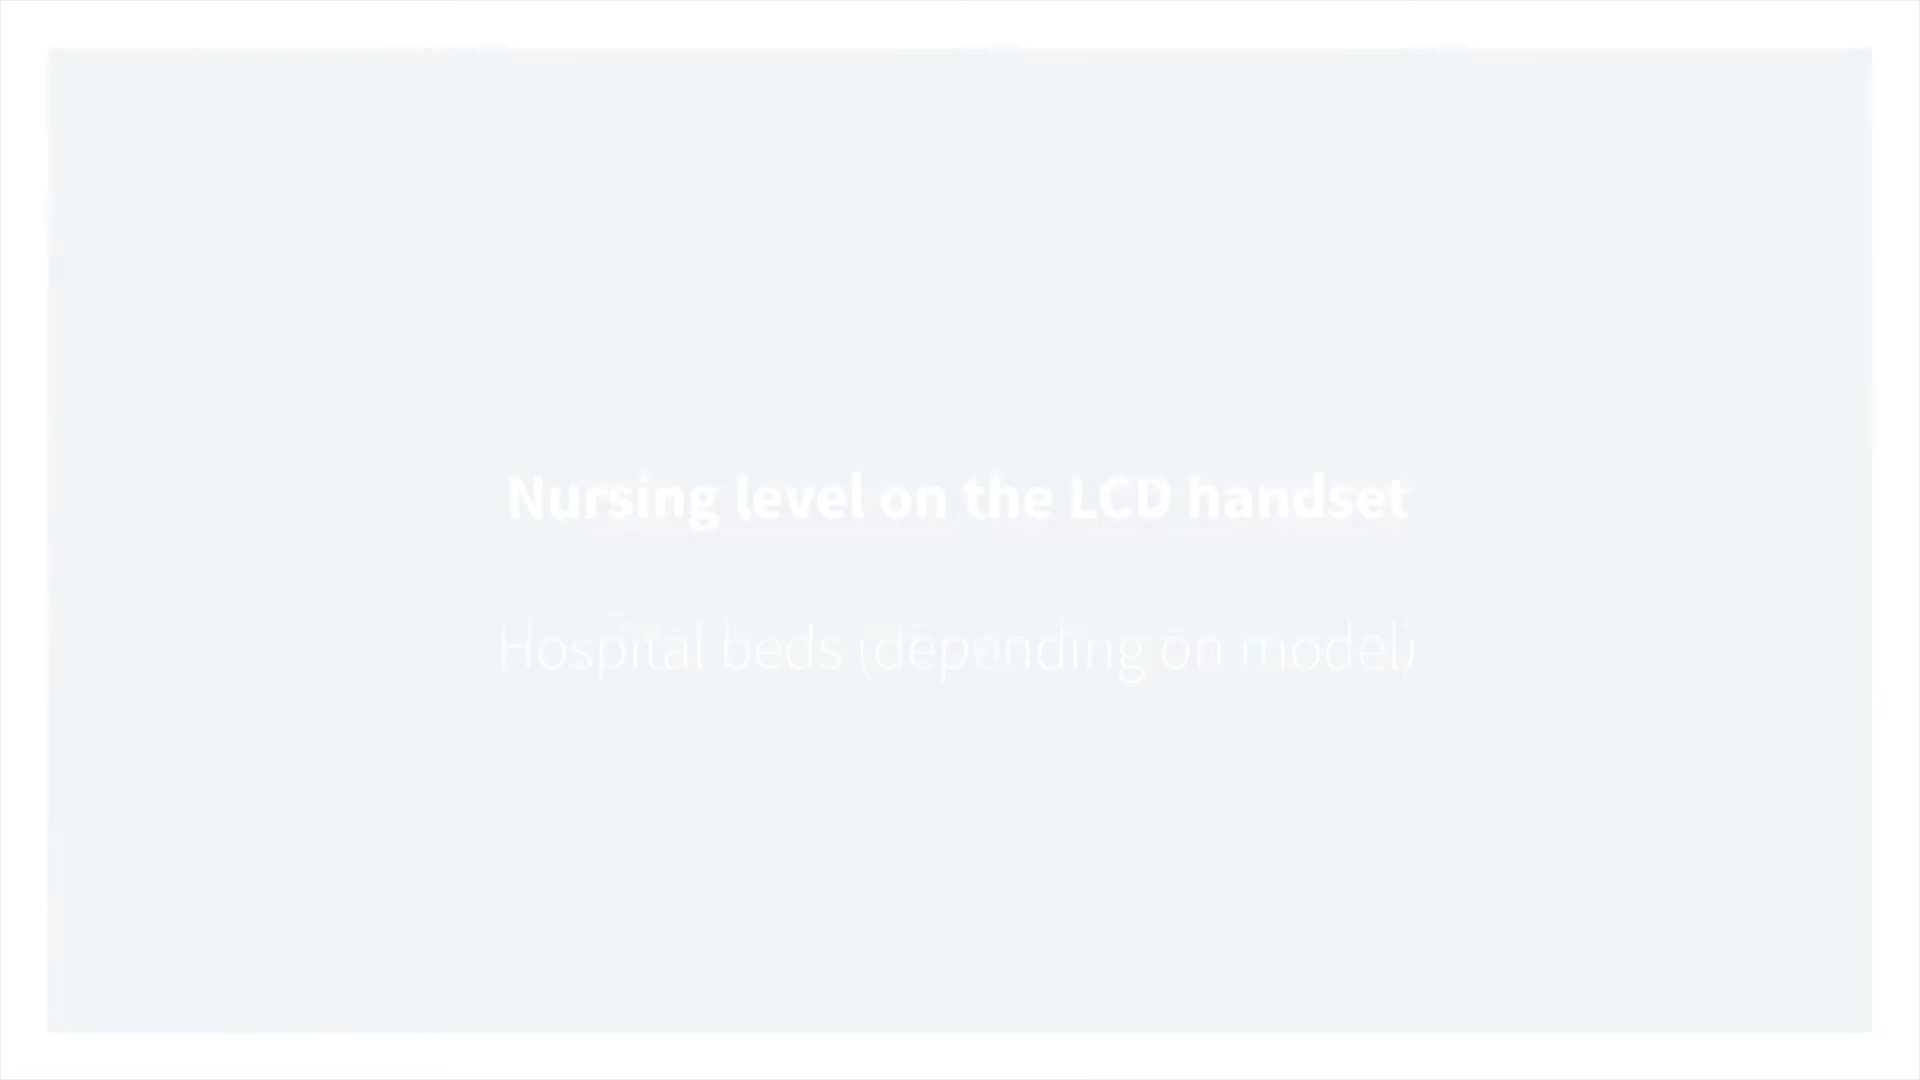 Nursing level on the LCD handset
Hospital beds (depending on model)